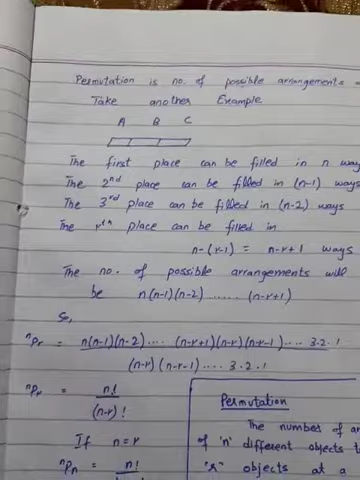 Permutation is no. of possible arrangements
Take another Example
A B C
The first place can be filled in n ways
The 2nd place can be filled in (n-1) ways
The 3rd place can be filled in (n-2) ways
The rth place can be filled in
n-(r-1) = n-r+1 ways
The no. of possible arrangements will
be n(n-1)(n-2) ...... (n-r+1)
So,
ⁿPr = n(n-1)(n-2).... (n-r+1)(n-r)(n-r-1).... 3.2.1
(n-r)(n-r-1).... 3.2.1
ⁿPr = n!
(n-r)!
If n=r
ⁿPn = n!
Permutation
The number of
of 'n' different objects
"r" objects at a